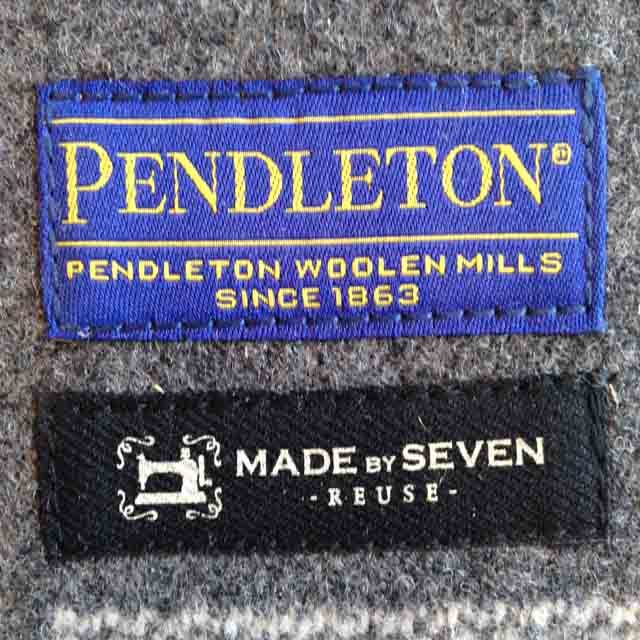 PENDLETON®
PENDLETON WOOLEN MILLS
SINCE 1863
MADE BY SEVEN
-REUSE-